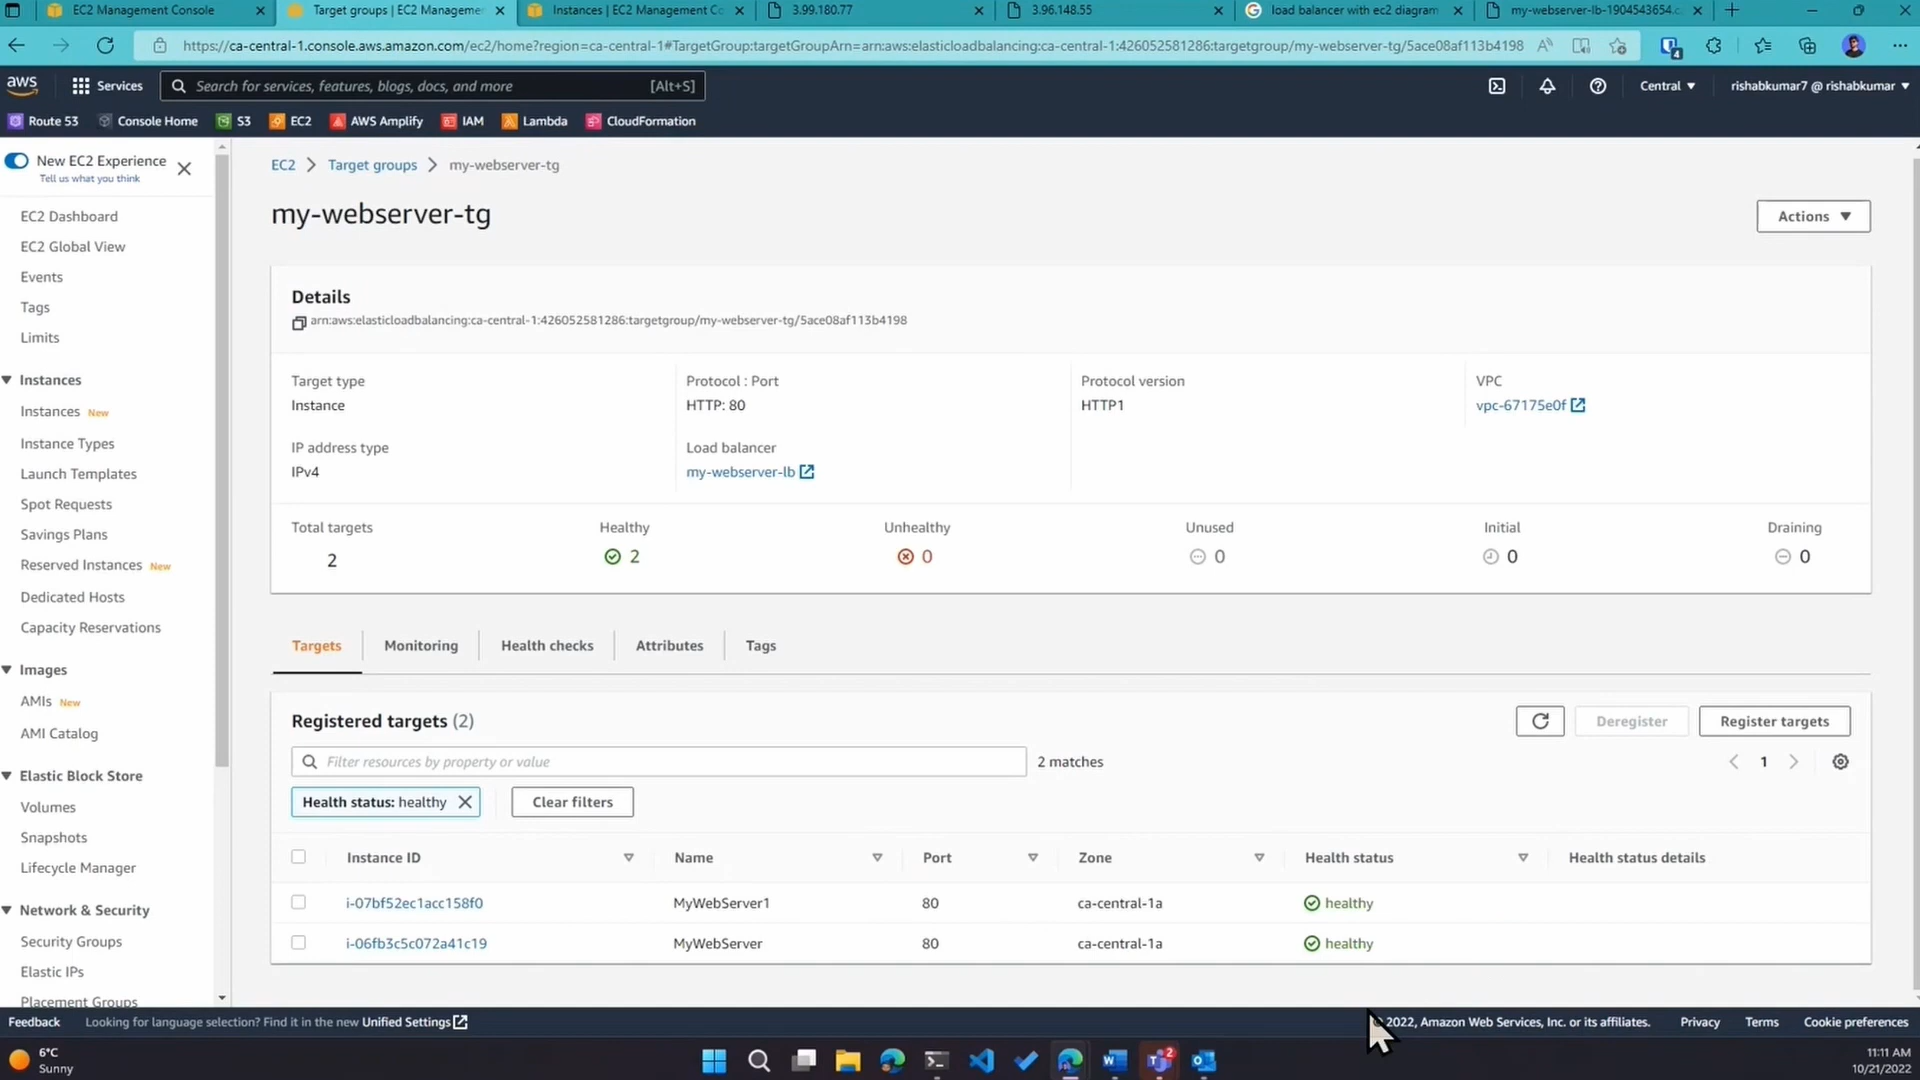 EC2 Management Console
Target groups | EC2 Manageme
Instances | EC2 Management Co
3.99.180.77
3.96.148.55
load balancer with ec2 diagram
my-webserver-lb-1904543654.c
https://ca-central-1.console.aws.amazon.com/ec2/home?region=ca-central-1#TargetGroup:targetGroupArn=arn:aws:elasticloadbalancing:ca-central-1:426052581286:targetgroup/my-webserver-tg/5ace08af113b4198
4
aws
Services
Search for services, features, blogs, docs, and more
[Alt+S]
Central
rishabkumar7 @ rishabkumar
Route 53
Console Home
S3
EC2
AWS Amplify
IAM
Lambda
CloudFormation
New EC2 Experience
Tell us what you think
EC2 Dashboard
EC2 Global View
Events
Tags
Limits
Instances
Instances New
Instance Types
Launch Templates
Spot Requests
Savings Plans
Reserved Instances New
Dedicated Hosts
Capacity Reservations
Images
AMIs New
AMI Catalog
Elastic Block Store
Volumes
Snapshots
Lifecycle Manager
Network & Security
Security Groups
Elastic IPs
Placement Groups
EC2 > Target groups > my-webserver-tg
my-webserver-tg
Actions
Details
arn:aws:elasticloadbalancing:ca-central-1:426052581286:targetgroup/my-webserver-tg/5ace08af113b4198
Target type
Instance
Protocol : Port
HTTP: 80
Protocol version
HTTP1
VPC
vpc-67175e0f
IP address type
IPv4
Load balancer
my-webserver-lb
Total targets
2
Healthy
2
Unhealthy
0
Unused
0
Initial
0
Draining
0
Targets
Monitoring
Health checks
Attributes
Tags
Registered targets (2)
Deregister
Register targets
Filter resources by property or value
2 matches
1
Health status: healthy
Clear filters
Instance ID Name Port Zone Health status Health status details
i-07bf52ec1acc158f0 MyWebServer1 80 ca-central-1a healthy
i-06fb3c5c072a41c19 MyWebServer 80 ca-central-1a healthy
Feedback
Looking for language selection? Find it in the new Unified Settings
2022, Amazon Web Services, Inc. or its affiliates.
Privacy
Terms
Cookie preferences
6°C
Sunny
2
11:11 AM
10/21/2022